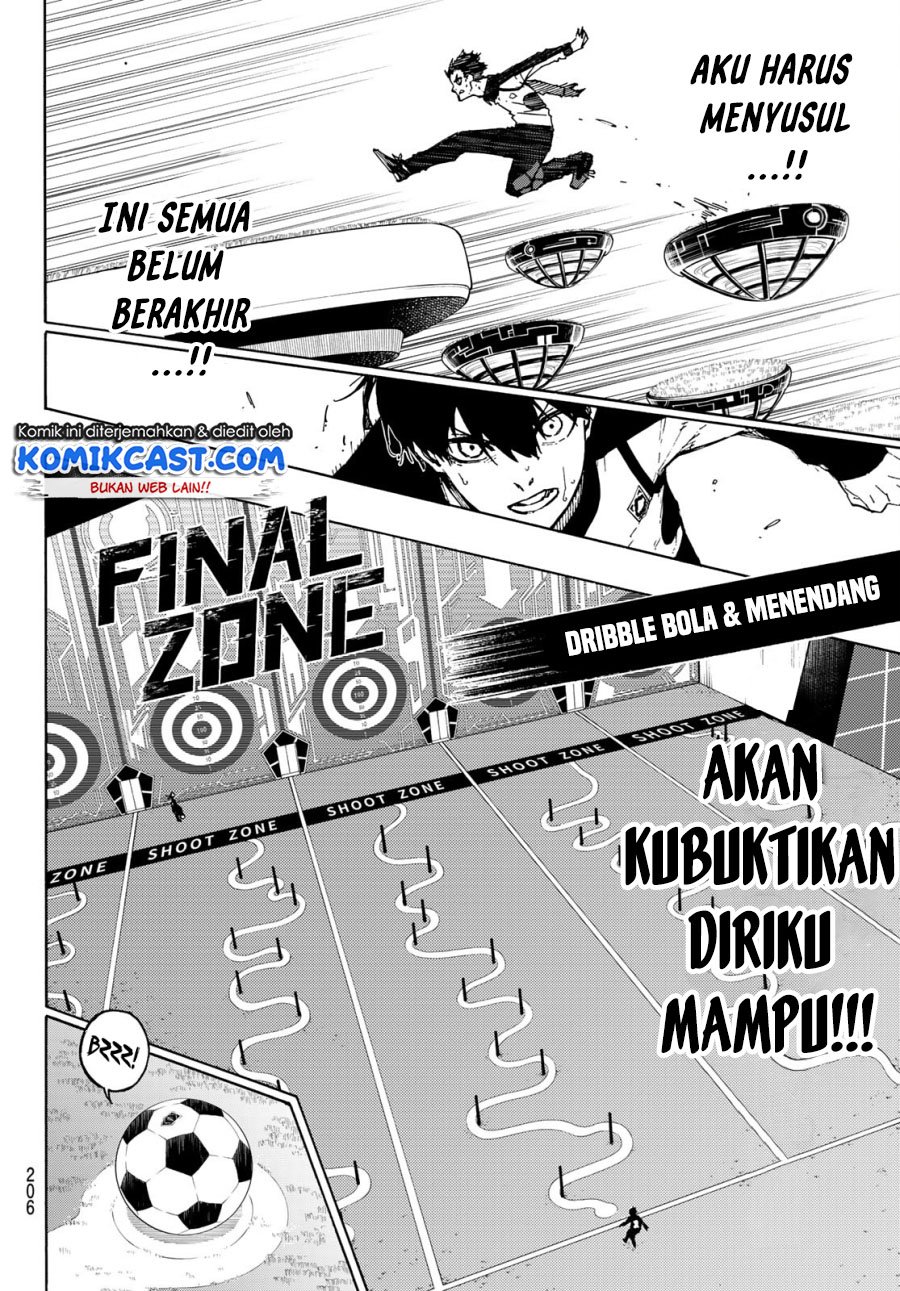 AKU HARUS
MENYUSUL
...!!
INI SEMUA
BELUM
BERAKHIR
...!!
Komik ini diterjemahkan & diedit oleh
KOMIKCAST.COM
BUKAN WEB LAIN!!
FINAL
ZONE
DRIBBLE BOLA & MENENDANG
AKAN
KUBUKTIKAN
DIRIKU
MAMPU!!!
ZONE
SHOOT ZONE
SHOOT ZONE
SHOOT ZONE
SHOOT ZONE
SHOOT ZONE
BZZZ!
206